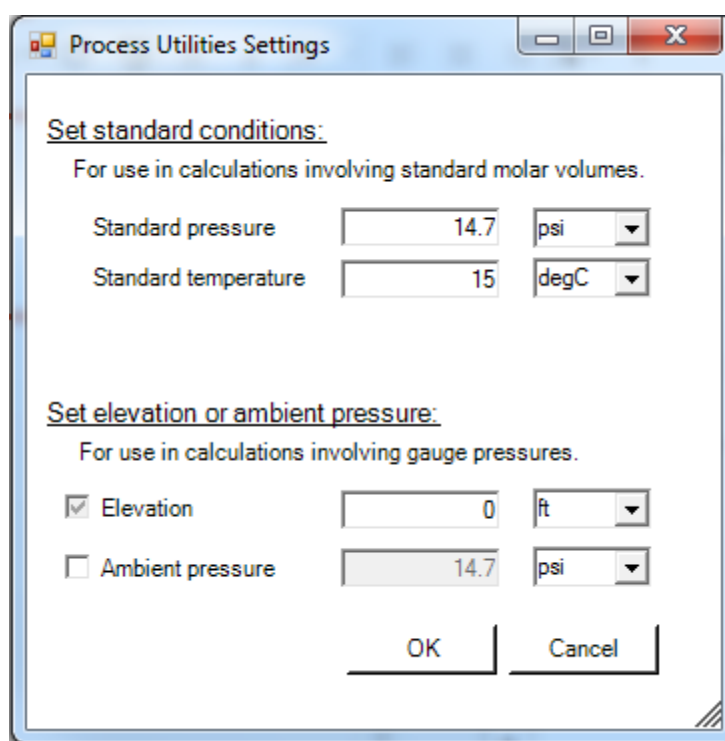 Process Utilities Settings
Set standard conditions:
For use in calculations involving standard molar volumes.
Standard pressure 14.7 psi
Standard temperature 15 degC
Set elevation or ambient pressure:
For use in calculations involving gauge pressures.
Elevation 0 ft
Ambient pressure 14.7 psi
OK Cancel